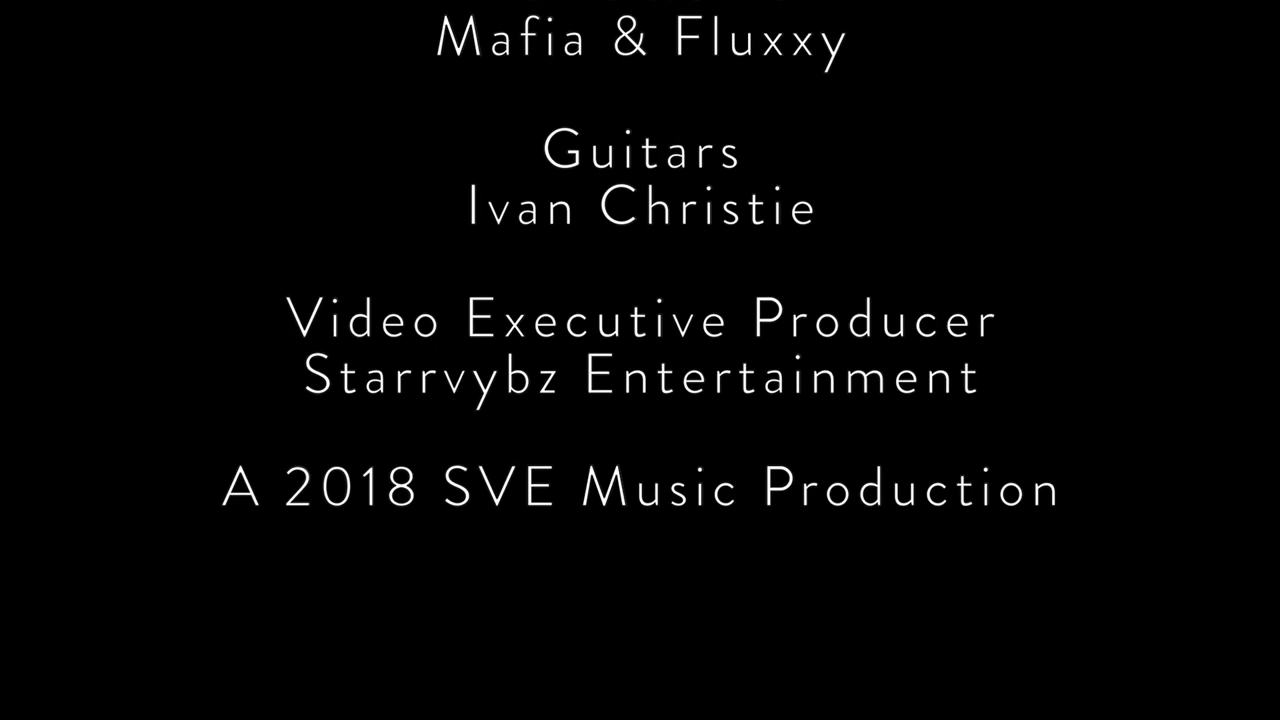 Mafia & Fluxxy
Guitars
Ivan Christie
Video Executive Producer
Starrvybz Entertainment
A 2018 SVE Music Production